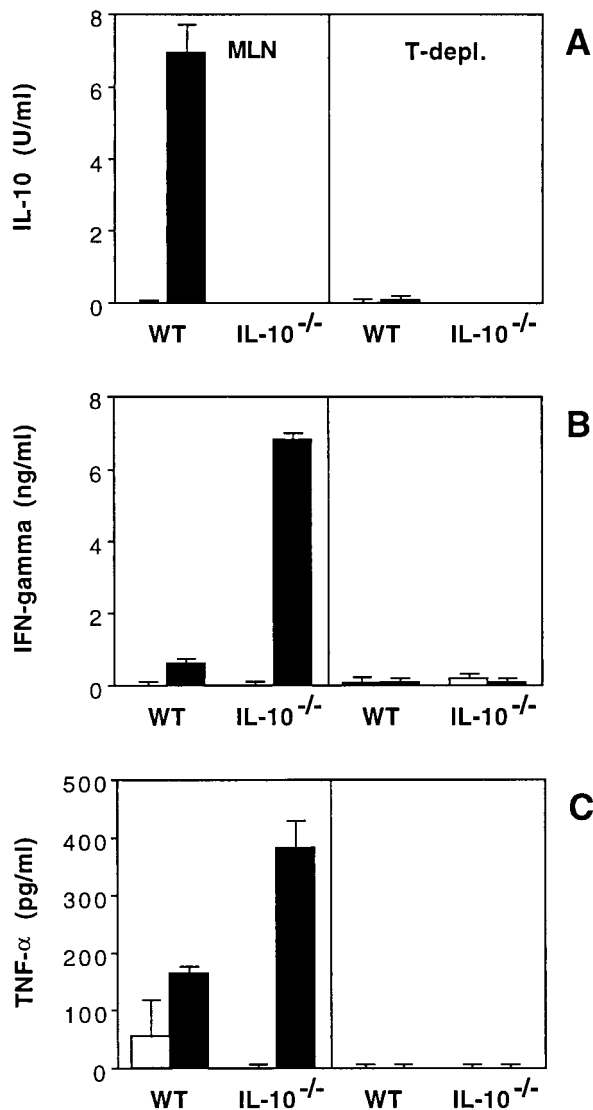 A
MLN
T-depl.
IL-10 (U/ml)
8
6
4
2
0
WT
IL-10-/-
WT
IL-10-/-
B
IFN-gamma (ng/ml)
8
6
4
2
0
WT
IL-10-/-
WT
IL-10-/-
C
TNF-α (pg/ml)
500
400
300
200
100
0
WT
IL-10-/-
WT
IL-10-/-